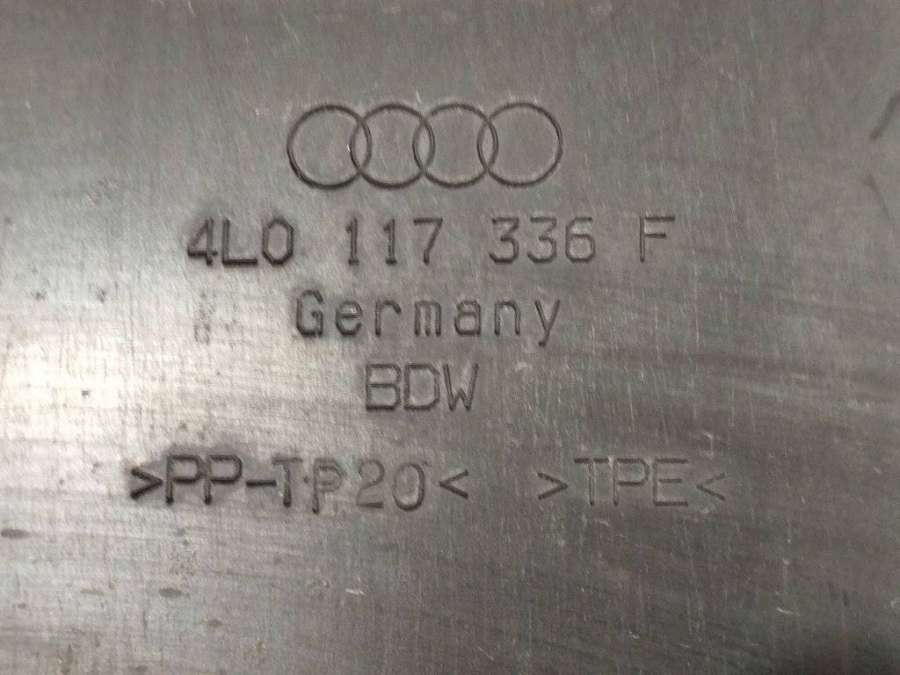 4L0 117 336 F
Germany
BDW
>PP-TP20< >TPE<